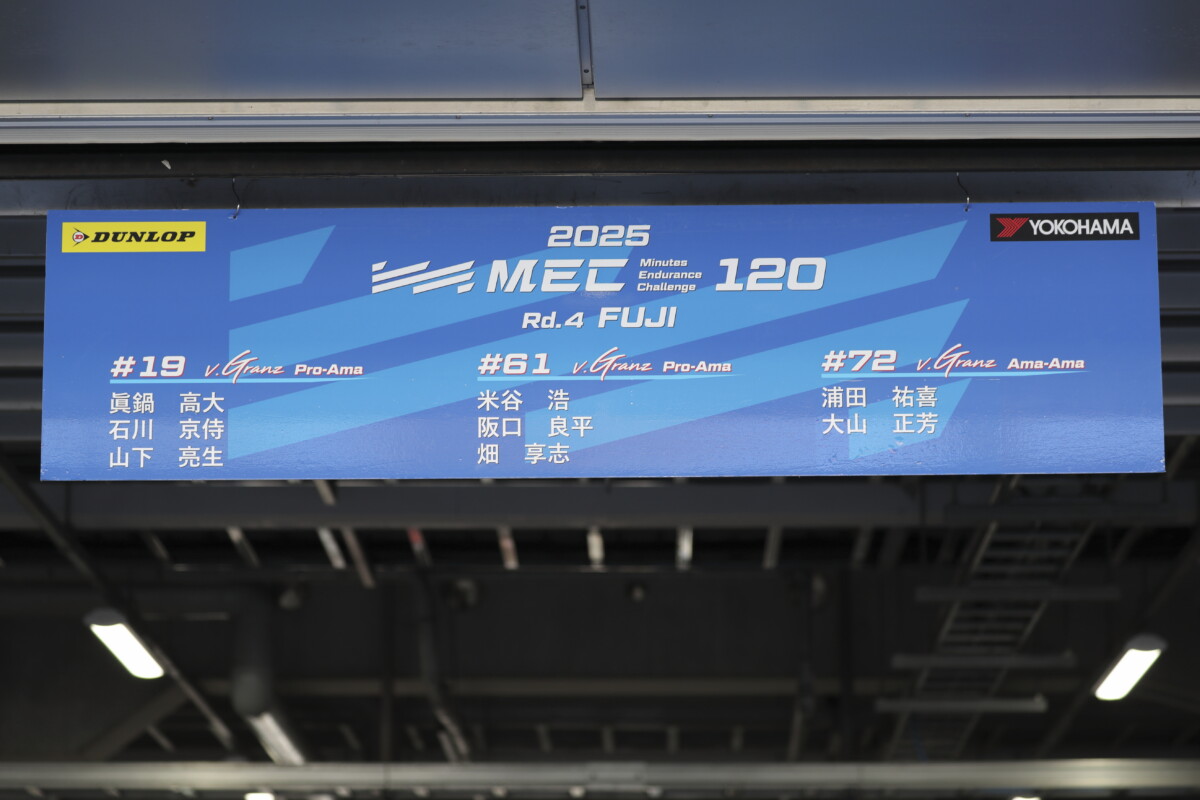 DUNLOP
YOKOHAMA
2025
MEC Minutes Endurance Challenge 120
Rd.4 FUJI
#19 v.Granz Pro-Ama
眞鍋 高大
石川 京侍
山下 亮生
#61 v.Granz Pro-Ama
米谷 浩
阪口 良平
畑 享志
#72 v.Granz Ama-Ama
浦田 祐喜
大山 正芳